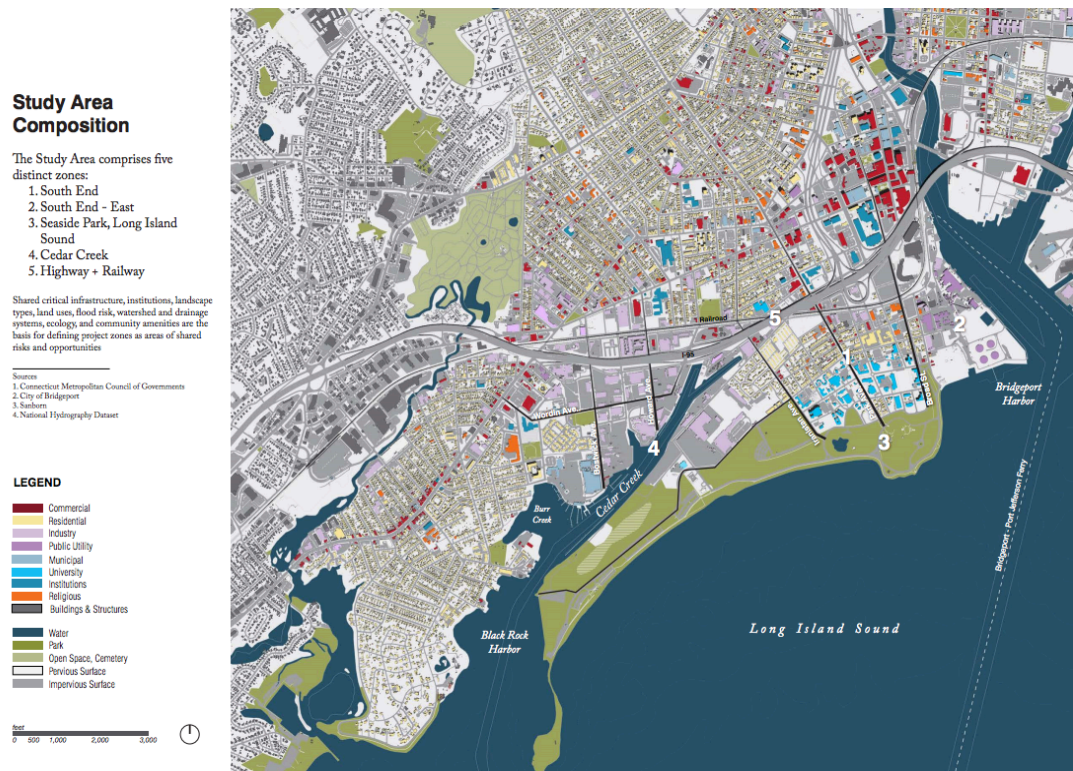 Study Area
Composition
The Study Area comprises five
distinct zones:
1. South End
2. South End - East
3. Seaside Park, Long Island
Sound
4. Cedar Creek
5. Highway + Railway
Shared critical infrastructure, institutions, landscape
types, land uses, flood risk, watershed and drainage
systems, ecology, and community amenities are the
basis for defining project zones as areas of shared
risks and opportunities
Sources
1. Connecticut Metropolitan Council of Governments
2. City of Bridgeport
3. Sanborn
4. National Hydrography Dataset
LEGEND
Commercial
Residential
Industry
Public Utility
Municipal
University
Institutions
Religious
Buildings & Structures
Water
Park
Open Space, Cemetery
Pervious Surface
Impervious Surface
feet
0 500 1,000 2,000 3,000
Railroad
5
I-95
2
1
Bridgeport
Harbor
Broad St
Wordin Ave.
Howard
Iranistan Ave.
3
4
Cedar Creek
Burr
Creek
Black Rock
Harbor
Long Island Sound
Bridgeport - Port Jefferson Ferry